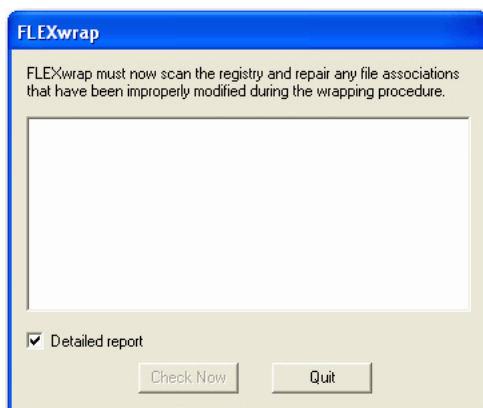 FLEXwrap
FLEXwrap must now scan the registry and repair any file associations
that have been improperly modified during the wrapping procedure.
Detailed report
Check Now
Quit